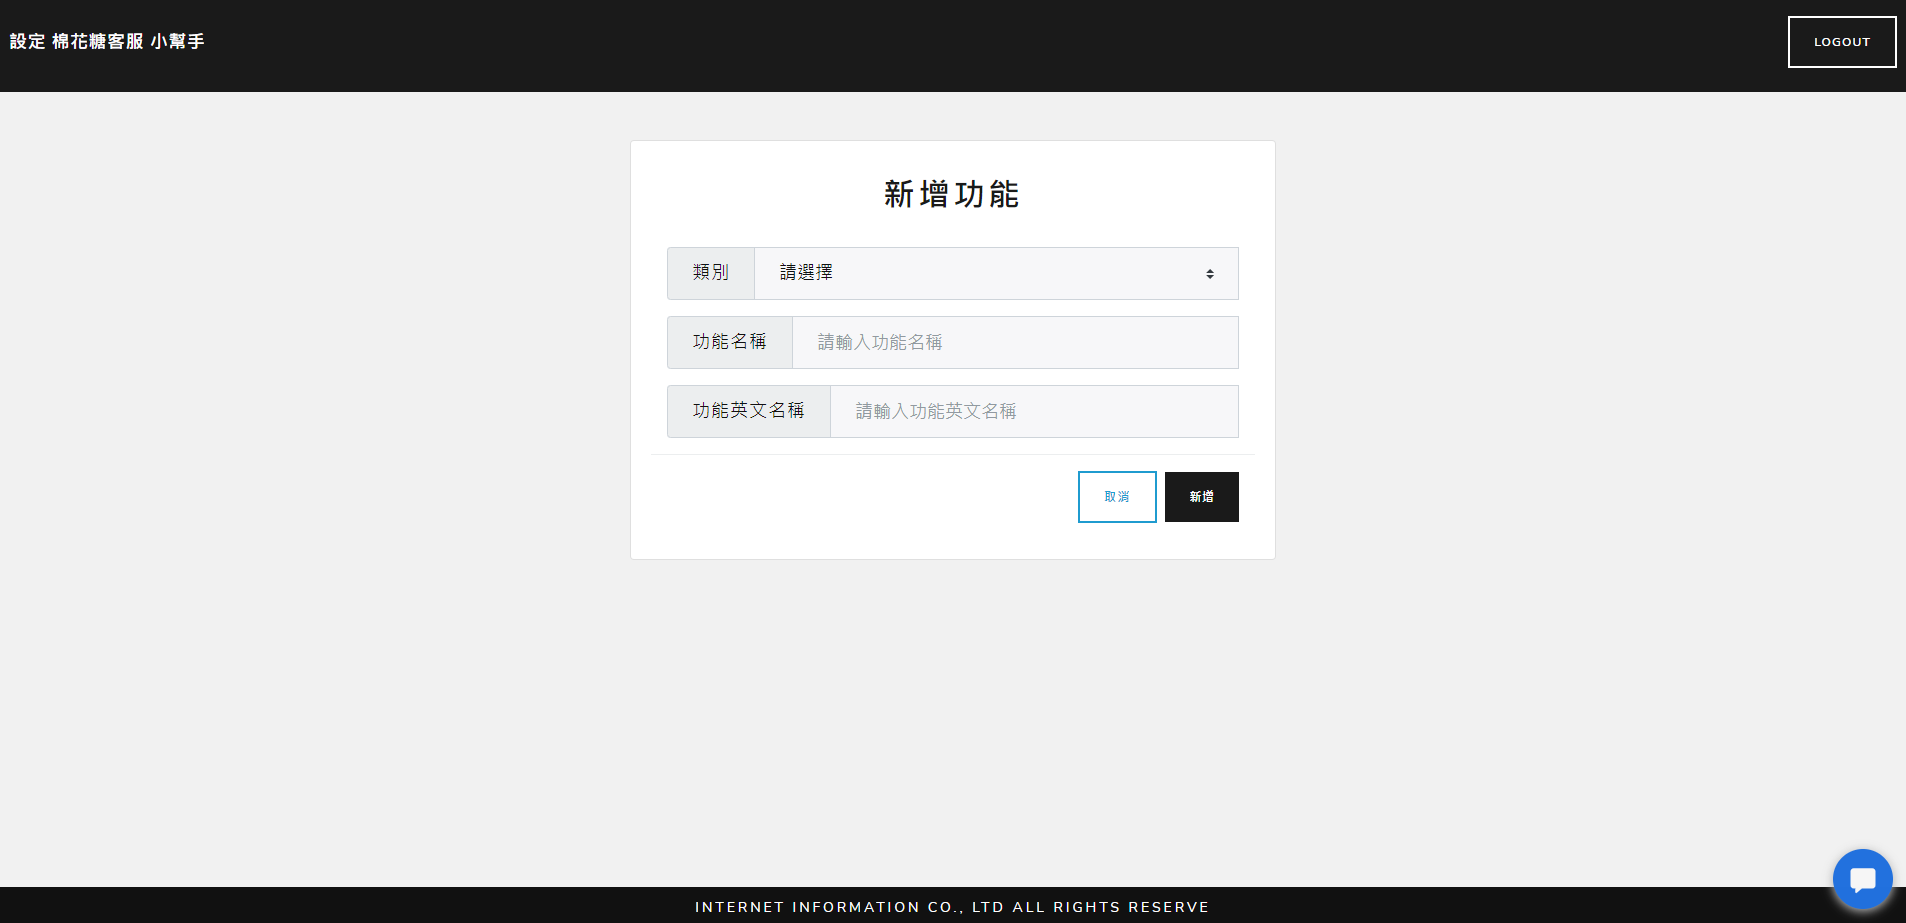 設定 棉花糖客服 小幫手
LOGOUT
新增功能
類別 請選擇
功能名稱 請輸入功能名稱
功能英文名稱 請輸入功能英文名稱
取消 新增
INTERNET INFORMATION CO., LTD ALL RIGHTS RESERVE